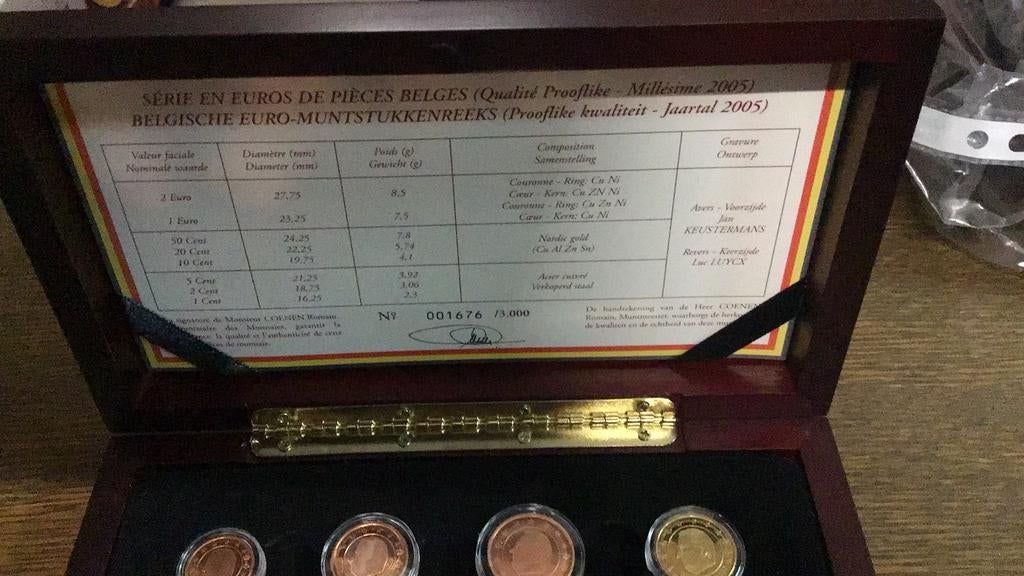 SÉRIE EN EUROS DE PIÈCES BELGES (Qualité Prooflike - Millésime 2005)
BELGISCHE EURO-MUNTSTUKKENREEKS (Prooflike kwaliteit - Jaartal 2005)
Valeur faciale Diamètre (mm) Poids (g) Composition Gravure
Nominale waarde Diameter (mm) Gewicht (g) Samenstelling Ontwerp
2 Euro 27,75 8,5 Couronne - Ring: Cu Ni
Cœur - Kern: Cu ZN Ni
1 Euro 23,25 7,5 Couronne - Ring: Cu Zn Ni
Cœur - Kern: Cu Ni
50 Cent 24,25 7,8 Nordic gold
20 Cent 22,25 5,74 (Cu Al Zn Sn)
10 Cent 19,75 4,1
5 Cent 21,25 3,92 Acier cuivré
2 Cent 18,75 3,06 Verkoperd staal
1 Cent 16,25 2,3
Avers - Voorzijde
Jan
KEUSTERMANS
Revers - Keerzijde
Luc LUYCX
signature de Monsieur COENEN Romain,
des Monnaies, garantit la
la qualité et l'authenticité de cette
de monnaie.
Nº 001676 /3.000
De handtekening van de Heer COENEN
Romain, Muntmeester, waarborgt de
de kwaliteit en de echtheid van deze